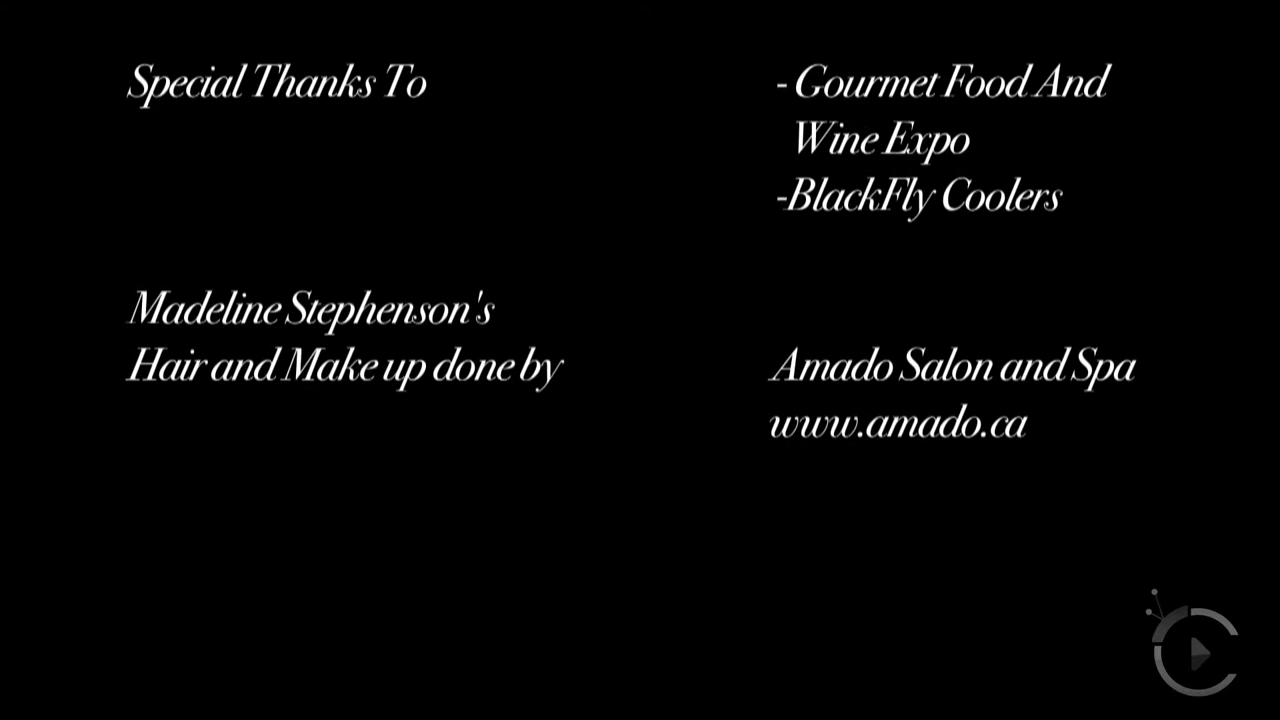 Special Thanks To
- Gourmet Food And
Wine Expo
-BlackFly Coolers
Madeline Stephenson's
Hair and Make up done by
Amado Salon and Spa
www.amado.ca